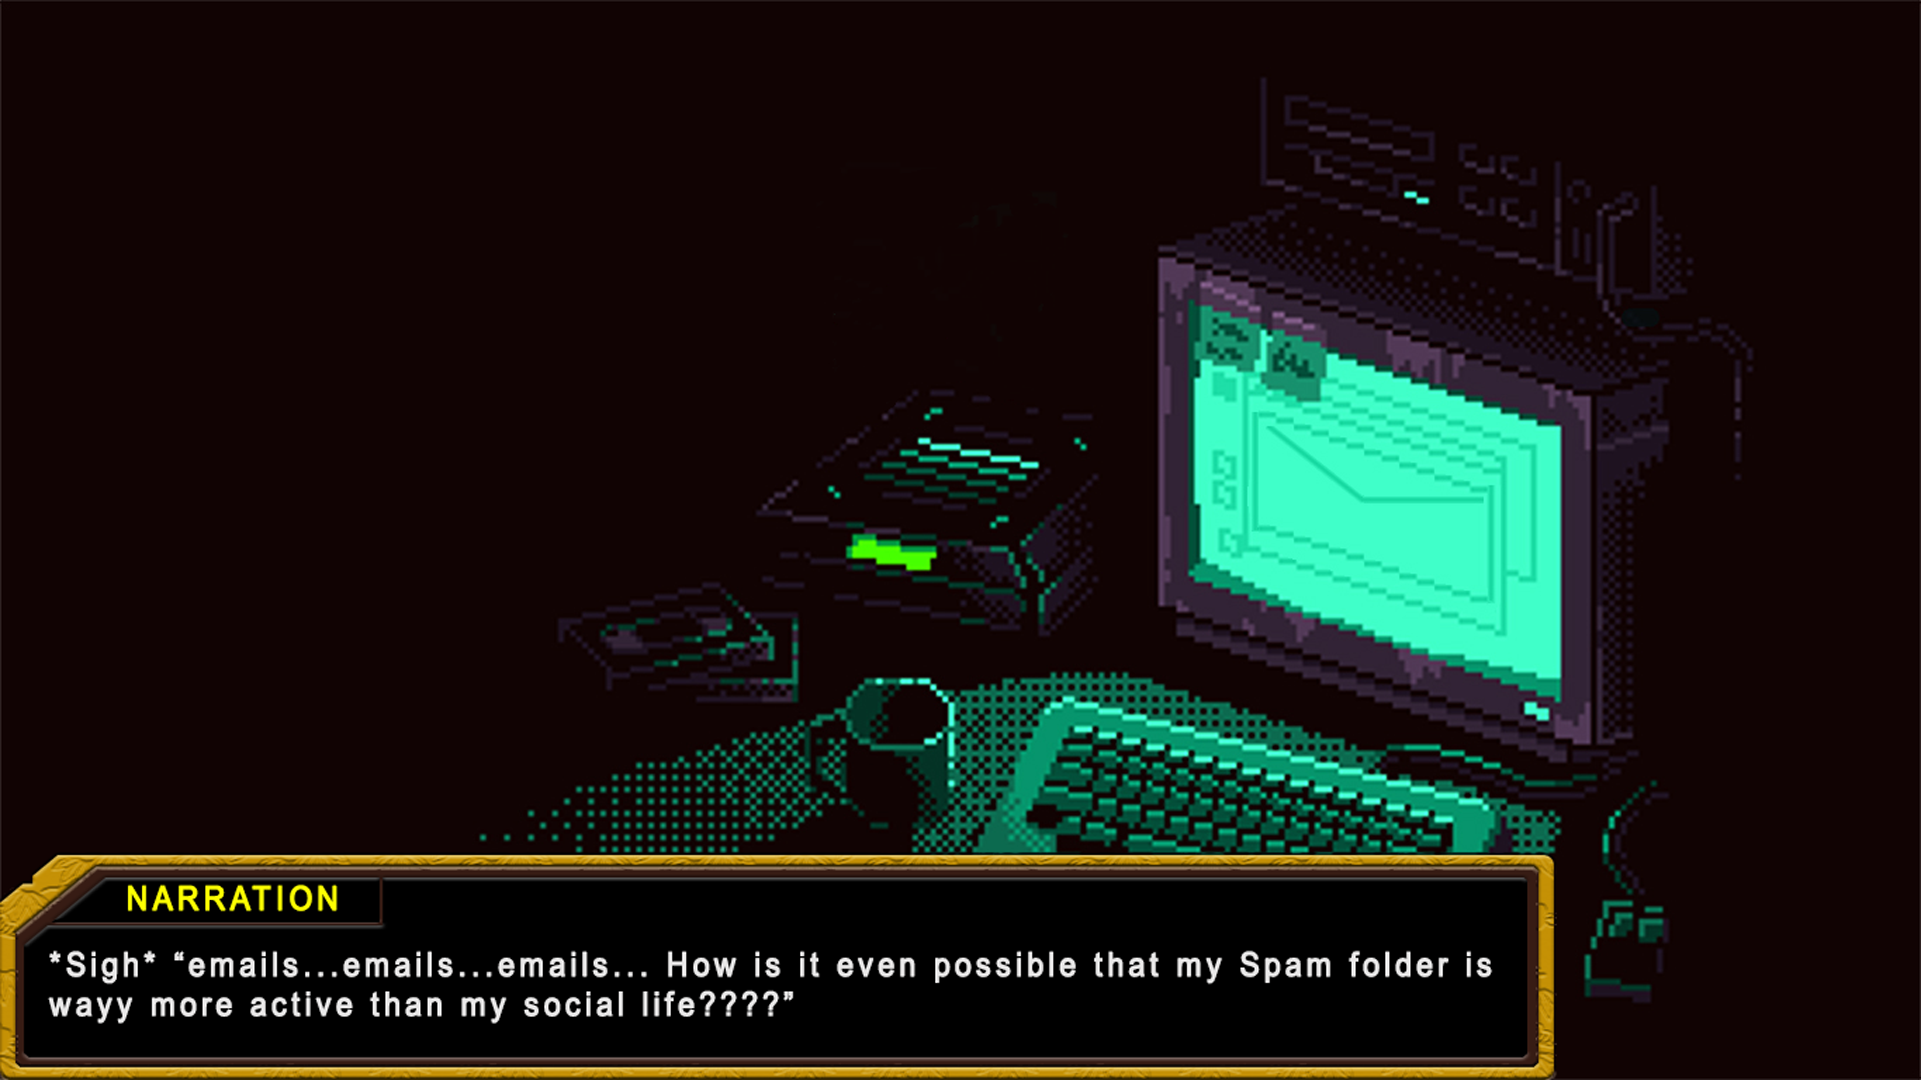 NARRATION
*Sigh* “emails...emails...emails... How is it even possible that my Spam folder is
wayy more active than my social life????”